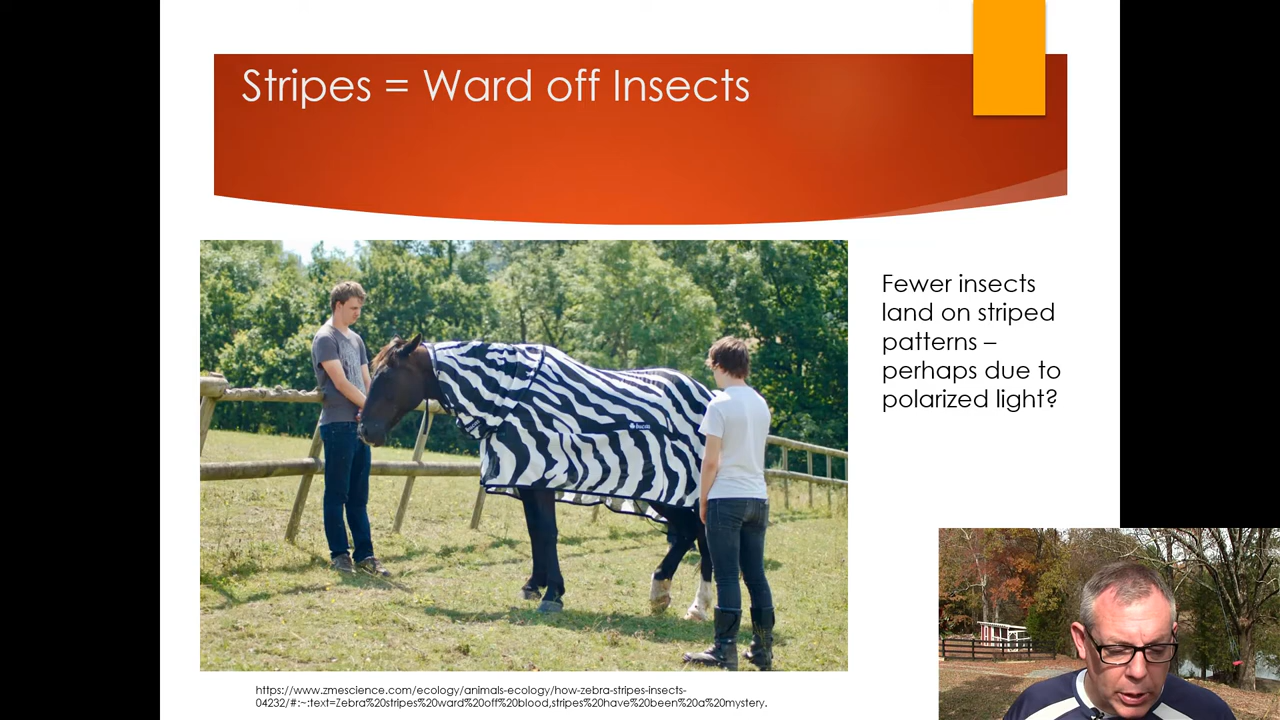 Stripes = Ward off Insects
Fewer insects
land on striped
patterns –
perhaps due to
polarized light?
https://www.zmescience.com/ecology/animals-ecology/how-zebra-stripes-insects-
04232/#:~:text=Zebra%20stripes%20ward%20off%20blood,stripes%20have%20been%20a%20mystery.